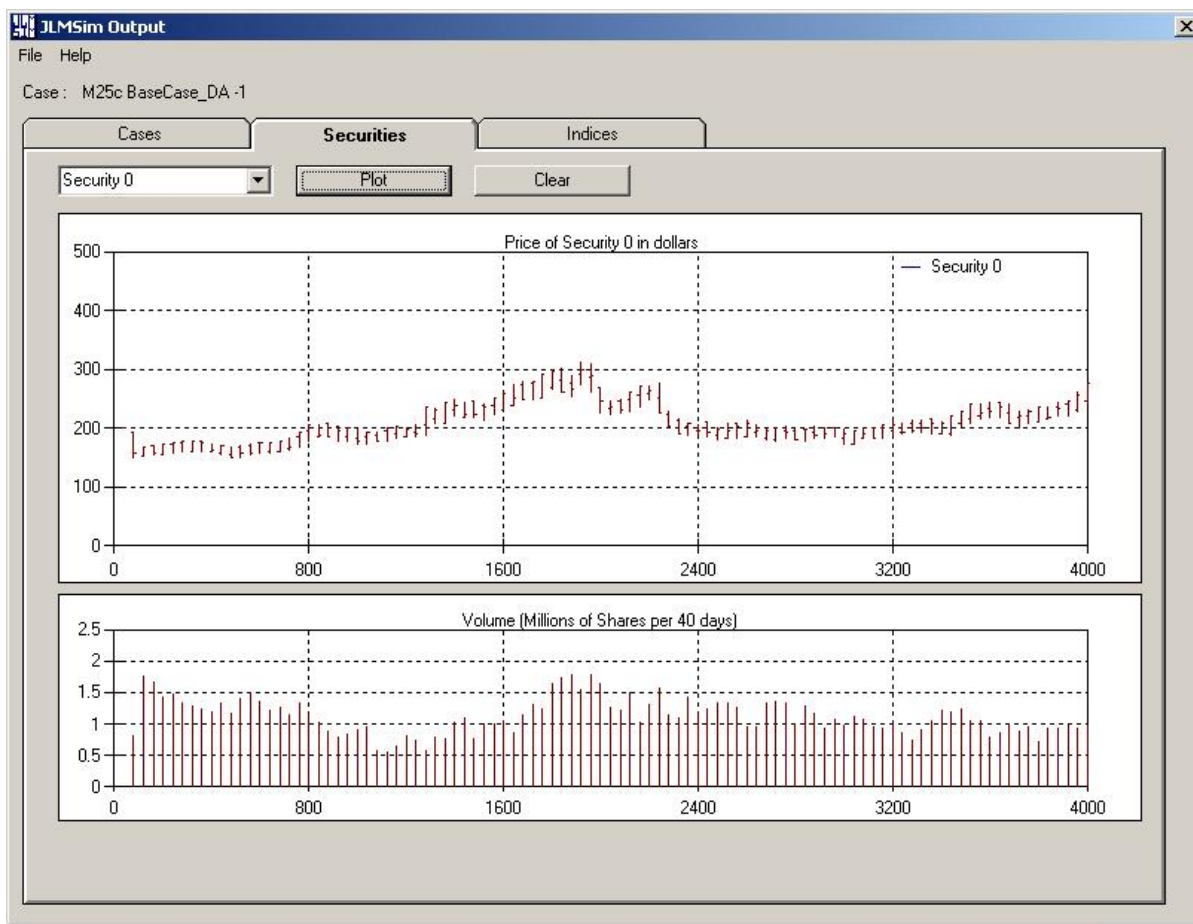 JLMSim Output
File Help
Case : M25c BaseCase_DA -1
Cases Securities Indices
Security 0 Plot Clear
Price of Security 0 in dollars
Security 0
500
400
300
200
100
0
0 800 1600 2400 3200 4000
Volume (Millions of Shares per 40 days)
2.5
2
1.5
1
0.5
0
0 800 1600 2400 3200 4000